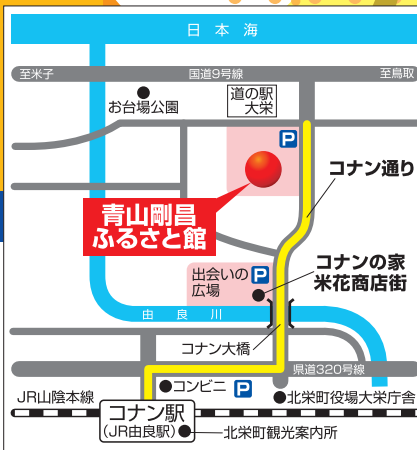 日本海
至米子
国道9号線
至鳥取
お台場公園
道の駅
大栄
P
コナン通り
青山剛昌
ふるさと館
出会いの
広場
P
コナンの家
米花商店街
由良川
コナン大橋
県道320号線
コンビニ
P
JR山陰本線
北栄町役場大栄庁舎
コナン駅
(JR由良駅)
北栄町観光案内所